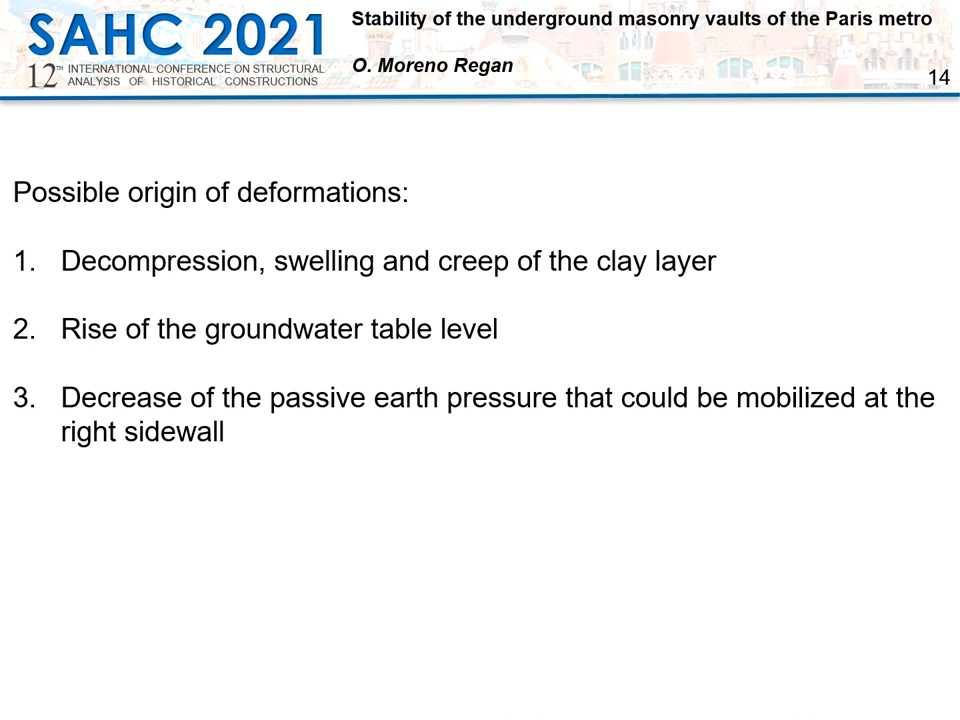 SAHC 2021
12TH INTERNATIONAL CONFERENCE ON STRUCTURAL
ANALYSIS OF HISTORICAL CONSTRUCTIONS
Stability of the underground masonry vaults of the Paris metro
O. Moreno Regan
14
Possible origin of deformations:
1. Decompression, swelling and creep of the clay layer
2. Rise of the groundwater table level
3. Decrease of the passive earth pressure that could be mobilized at the
right sidewall